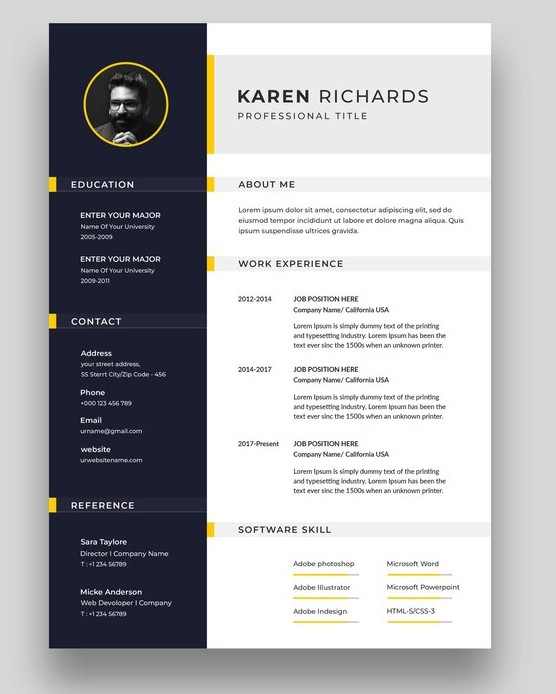 KAREN RICHARDS
PROFESSIONAL TITLE
EDUCATION
ENTER YOUR MAJOR
Name Of Your University
2005-2009
ENTER YOUR MAJOR
Name Of Your University
2009-2011
CONTACT
Address
your street address,
SS Sterrt City/Zip Code - 456
Phone
+000 123 456 789
Email
urname@gmail.com
website
urwebsitename.com
REFERENCE
Sara Taylore
Director I Company Name
T : +1 234 56789
Micke Anderson
Web Developer I Company
T : +1 234 56789
ABOUT ME
Lorem ipsum dolor sit amet, consectetur adipiscing elit, sed do
eiusmod tempor incididunt ut labore et dolore magna aliqua. Quis
ipsum suspendisse ultrices gravida.
WORK EXPERIENCE
2012-2014
JOB POSITION HERE
Company Name/ California USA
Lorem Ipsum is simply dummy text of the printing
and typesetting industry. Lorem Ipsum has been the
text ever sinc the 1500s when an unknown printer.
2014-2017
JOB POSITION HERE
Company Name/ California USA
Lorem Ipsum is simply dummy text of the printing
and typesetting industry. Lorem Ipsum has been the
text ever sinc the 1500s when an unknown printer.
2017-Present
JOB POSITION HERE
Company Name/ California USA
Lorem Ipsum is simply dummy text of the printing
and typesetting industry. Lorem Ipsum has been the
text ever sinc the 1500s when an unknown printer.
SOFTWARE SKILL
Adobe photoshop
Microsoft Word
Adobe Illustrator
Microsoft Powerpoint
Adobe Indesign
HTML-5/CSS-3